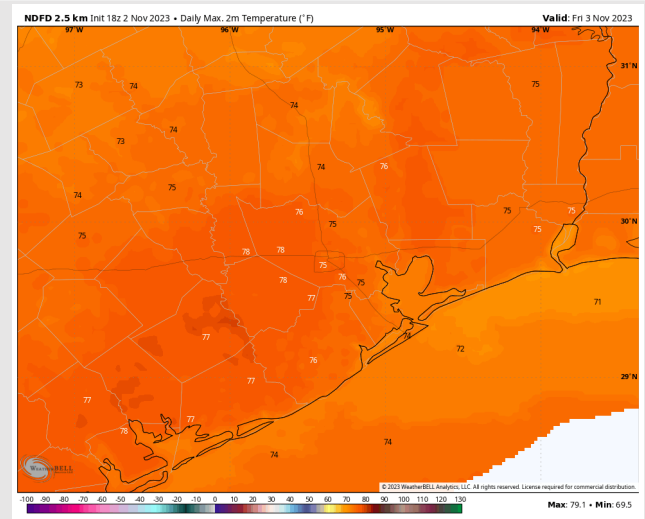 NDFD 2.5 km Init 18z 2 Nov 2023 • Daily Max. 2m Temperature (°F)
Valid: Fri 3 Nov 2023
97°W 96°W 95°W 94°W
31°N
73 74 75
74
73 74
74 76
74 75
76 75 75
75 30°N
75 75
78 78
75
78 76 75
77 75
71
77 74
72
76
29°N
77
77
77
78
74
74
WeatherBELL
© 2023 WeatherBELL Analytics, LLC. All rights reserved. License required for commercial distribution.
-100 -90 -80 -70 -60 -50 -40 -30 -20 -10 0 10 20 30 40 50 60 70 80 90 100 110 120 130
Max: 79.1 • Min: 69.5